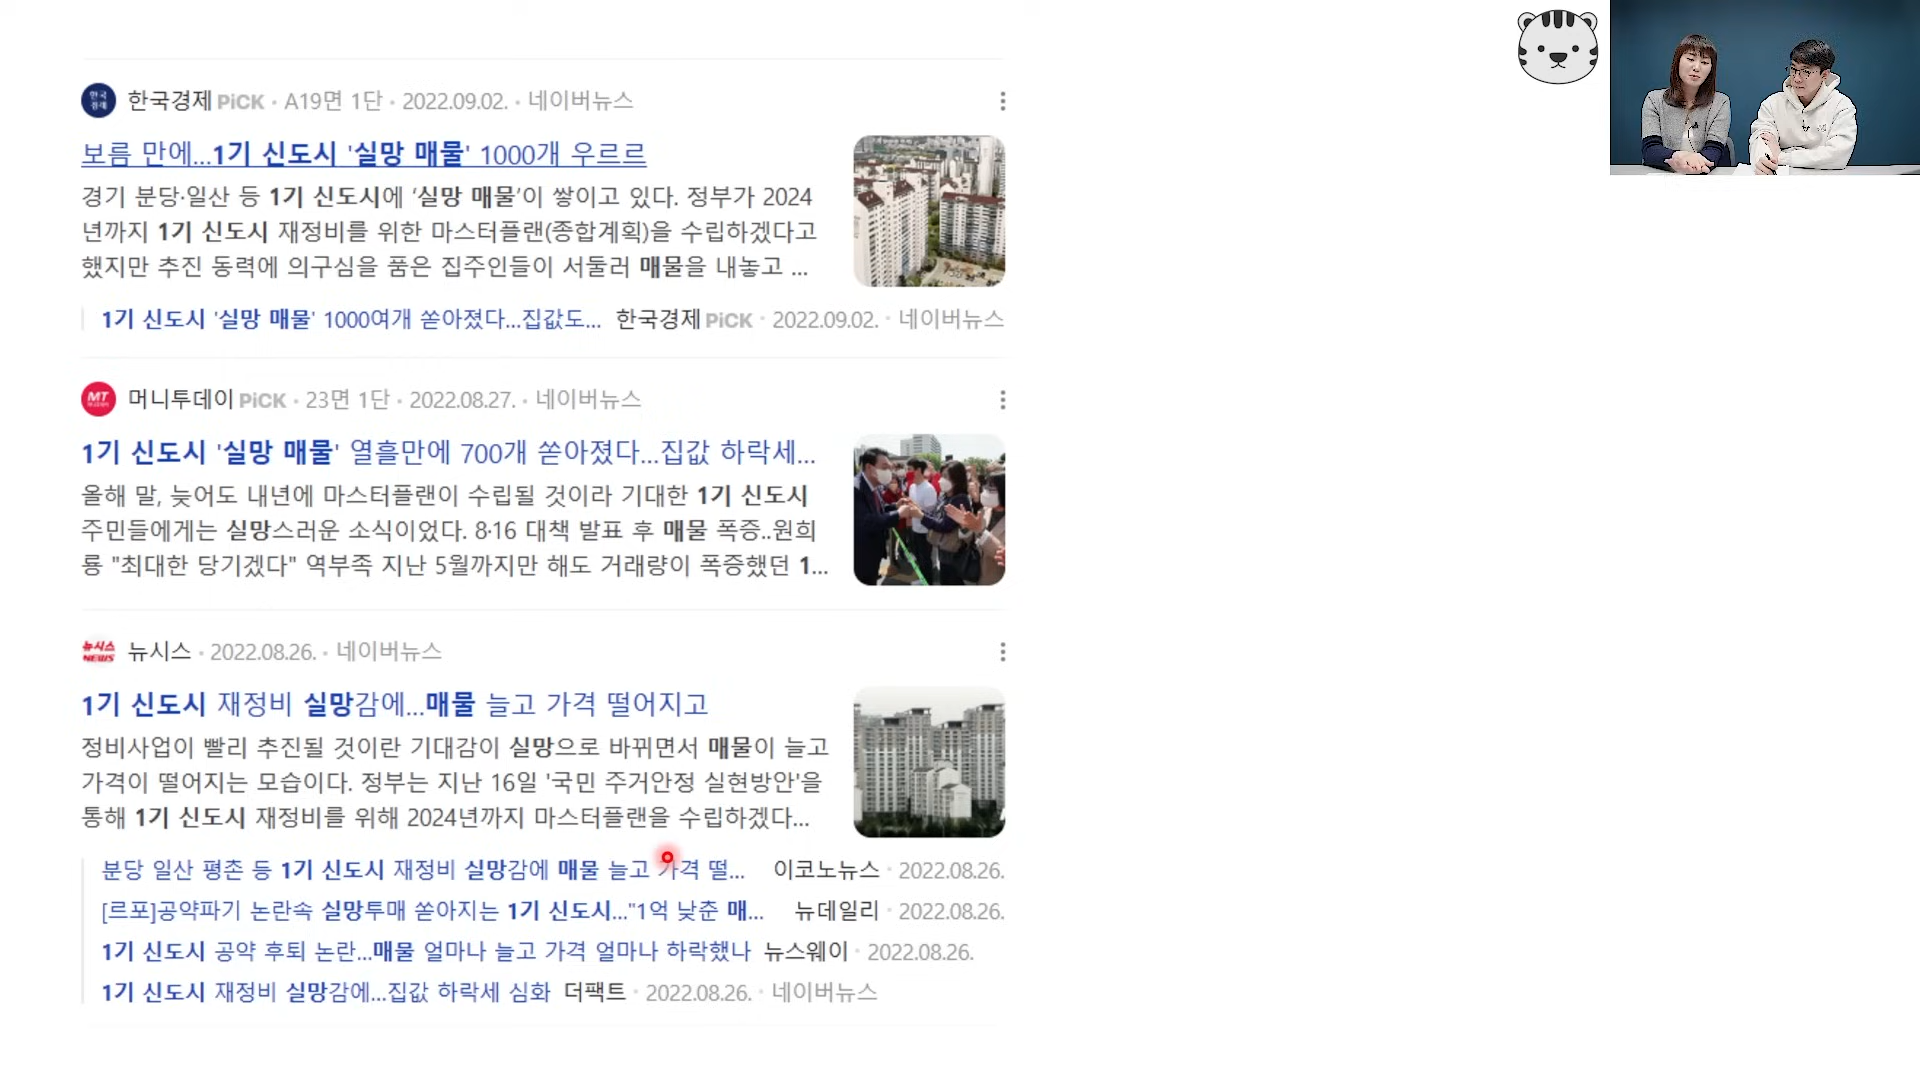 한국경제
한국경제 PiCK · A19면 1단 · 2022.09.02. · 네이버뉴스
보름 만에...1기 신도시 '실망 매물' 1000개 우르르
경기 분당·일산 등 1기 신도시에 ‘실망 매물’이 쌓이고 있다. 정부가 2024
년까지 1기 신도시 재정비를 위한 마스터플랜(종합계획)을 수립하겠다고
했지만 추진 동력에 의구심을 품은 집주인들이 서둘러 매물을 내놓고 ...
1기 신도시 '실망 매물' 1000여개 쏟아졌다...집값도... 한국경제 PiCK · 2022.09.02. · 네이버뉴스
MT
머니투데이 PiCK · 23면 1단 · 2022.08.27. · 네이버뉴스
1기 신도시 '실망 매물' 열흘만에 700개 쏟아졌다...집값 하락세...
올해 말, 늦어도 내년에 마스터플랜이 수립될 것이라 기대한 1기 신도시
주민들에게는 실망스러운 소식이었다. 8·16 대책 발표 후 매물 폭증..원희
룡 "최대한 당기겠다" 역부족 지난 5월까지만 해도 거래량이 폭증했던 1...
뉴시스
NEWS
뉴시스 · 2022.08.26. · 네이버뉴스
1기 신도시 재정비 실망감에...매물 늘고 가격 떨어지고
정비사업이 빨리 추진될 것이란 기대감이 실망으로 바뀌면서 매물이 늘고
가격이 떨어지는 모습이다. 정부는 지난 16일 '국민 주거안정 실현방안'을
통해 1기 신도시 재정비를 위해 2024년까지 마스터플랜을 수립하겠다...
분당 일산 평촌 등 1기 신도시 재정비 실망감에 매물 늘고 가격 떨... 이코노뉴스 · 2022.08.26.
[르포]공약파기 논란속 실망투매 쏟아지는 1기 신도시..."1억 낮춘 매... 뉴데일리 · 2022.08.26.
1기 신도시 공약 후퇴 논란...매물 얼마나 늘고 가격 얼마나 하락했나 뉴스웨이 · 2022.08.26.
1기 신도시 재정비 실망감에...집값 하락세 심화 더팩트 · 2022.08.26. · 네이버뉴스